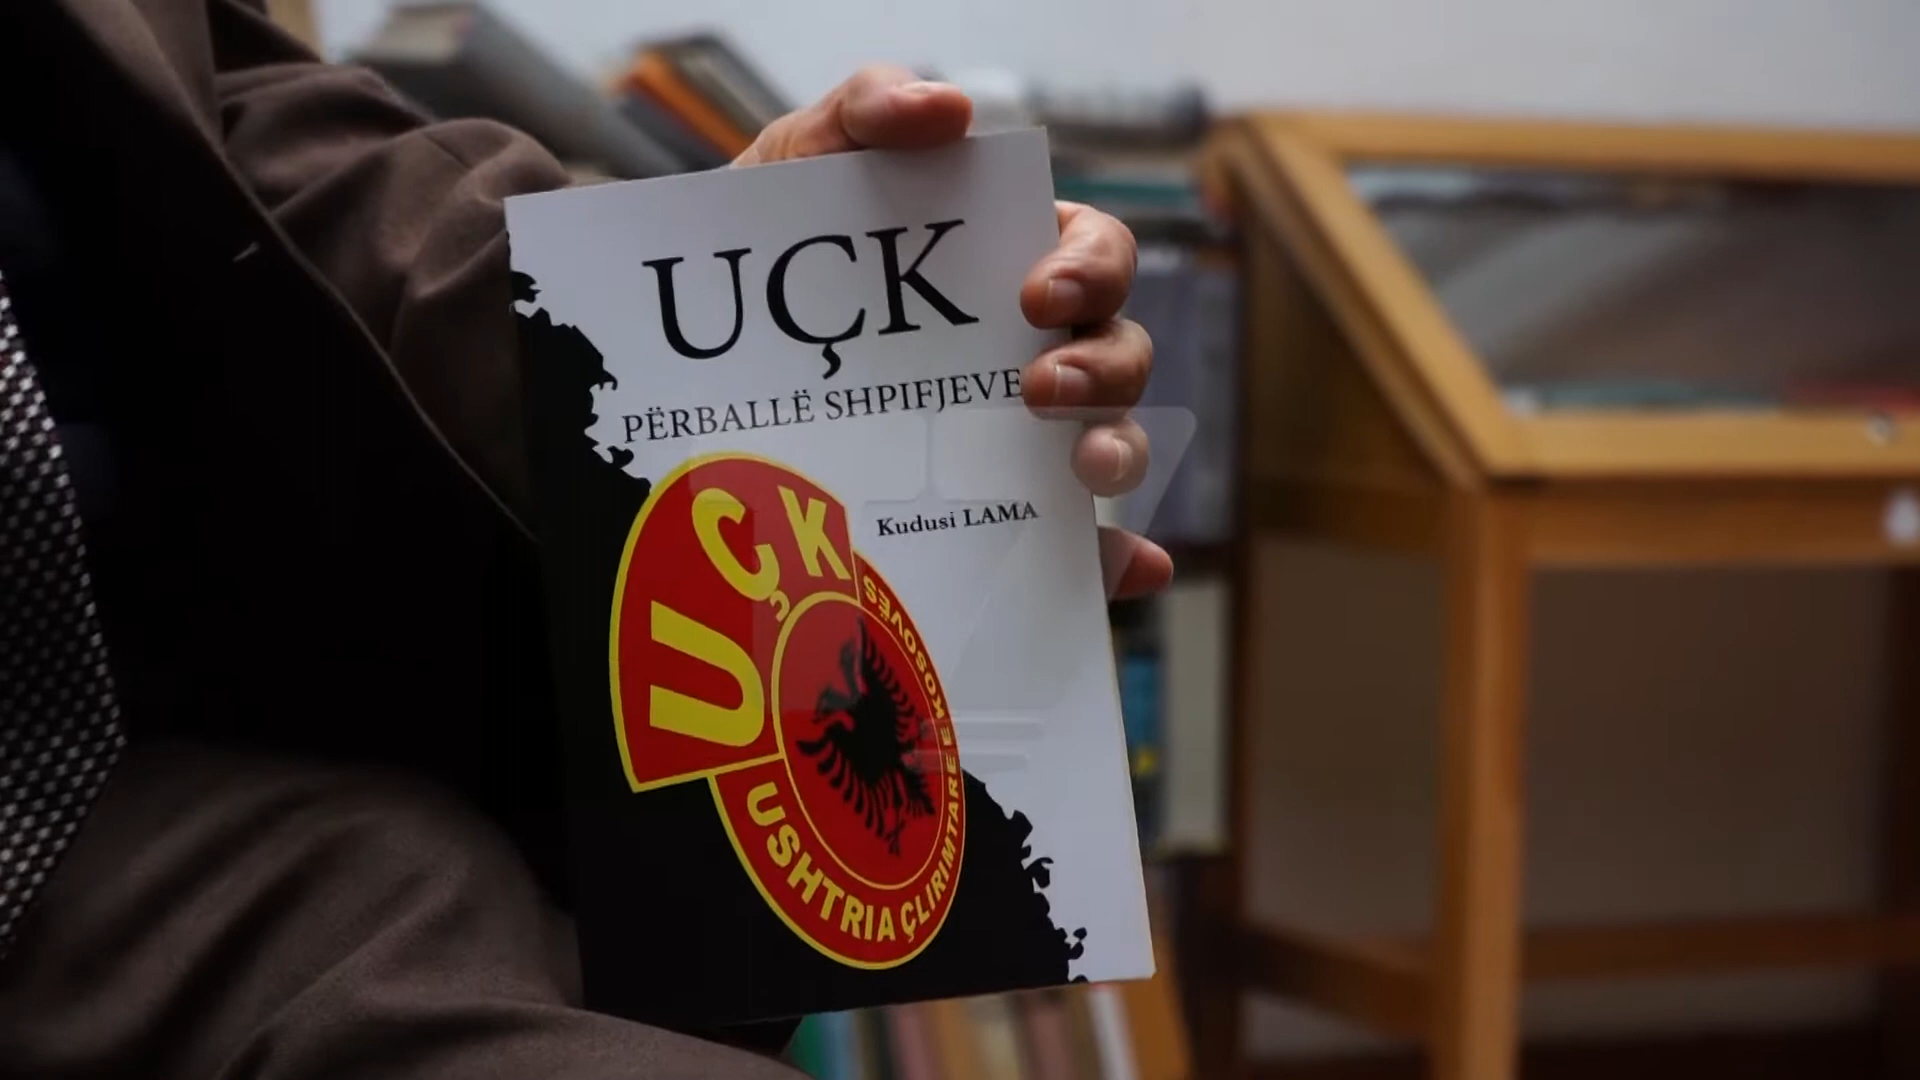 UÇK
PËRBALLË SHPIFJEVE
Kudusi LAMA
UÇK
USHTRIA ÇLIRIMTARE E KOSOVËS